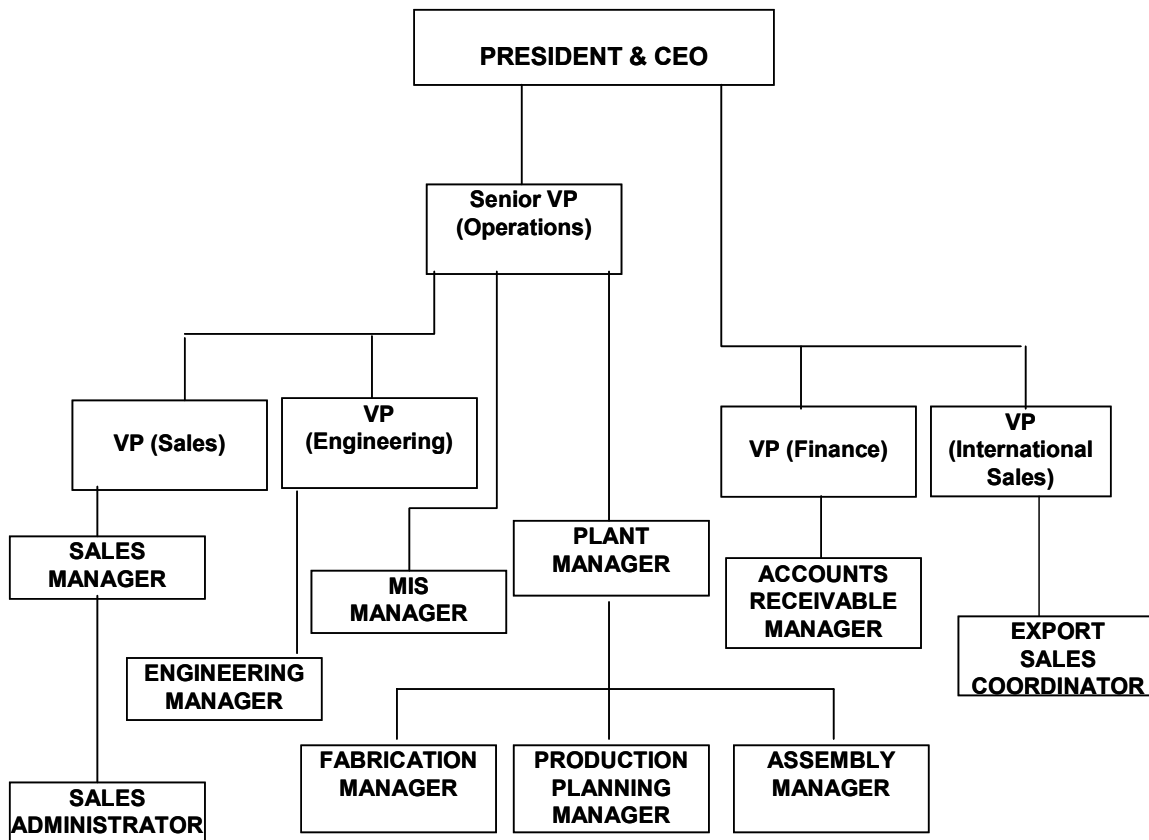 PRESIDENT & CEO
Senior VP
(Operations)
VP (Sales)
VP
(Engineering)
VP (Finance)
VP
(International
Sales)
SALES
MANAGER
MIS
MANAGER
PLANT
MANAGER
ACCOUNTS
RECEIVABLE
MANAGER
EXPORT
SALES
COORDINATOR
ENGINEERING
MANAGER
FABRICATION
MANAGER
PRODUCTION
PLANNING
MANAGER
ASSEMBLY
MANAGER
SALES
ADMINISTRATOR